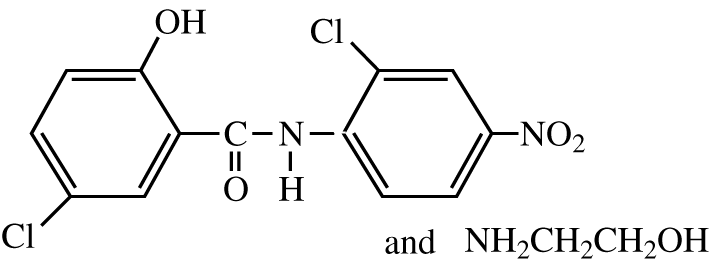 OH
Cl
C
N
NO₂
O
H
Cl
and NH₂CH₂CH₂OH